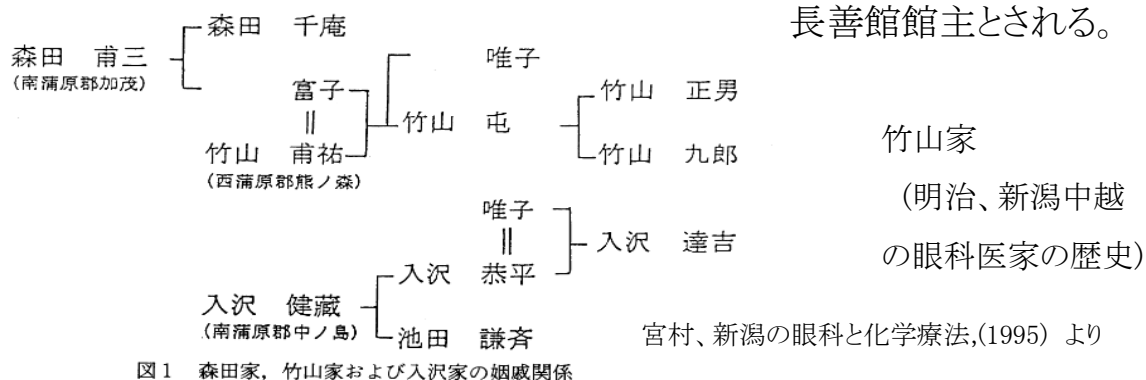 長善館館主とされる。
森田 千庵
森田 甫三
(南蒲原郡加茂)
唯子
富子
竹山 正男
‖
竹山 屯
竹山 甫祐
竹山 九郎
(西蒲原郡熊ノ森)
竹山家
(明治、新潟中越
の眼科医家の歴史)
唯子
‖
入沢 達吉
入沢 恭平
入沢 健藏
(南蒲原郡中ノ島)
池田 謙斉
宮村、新潟の眼科と化学療法,(1995) より
図1 森田家,竹山家および入沢家の姻戚関係